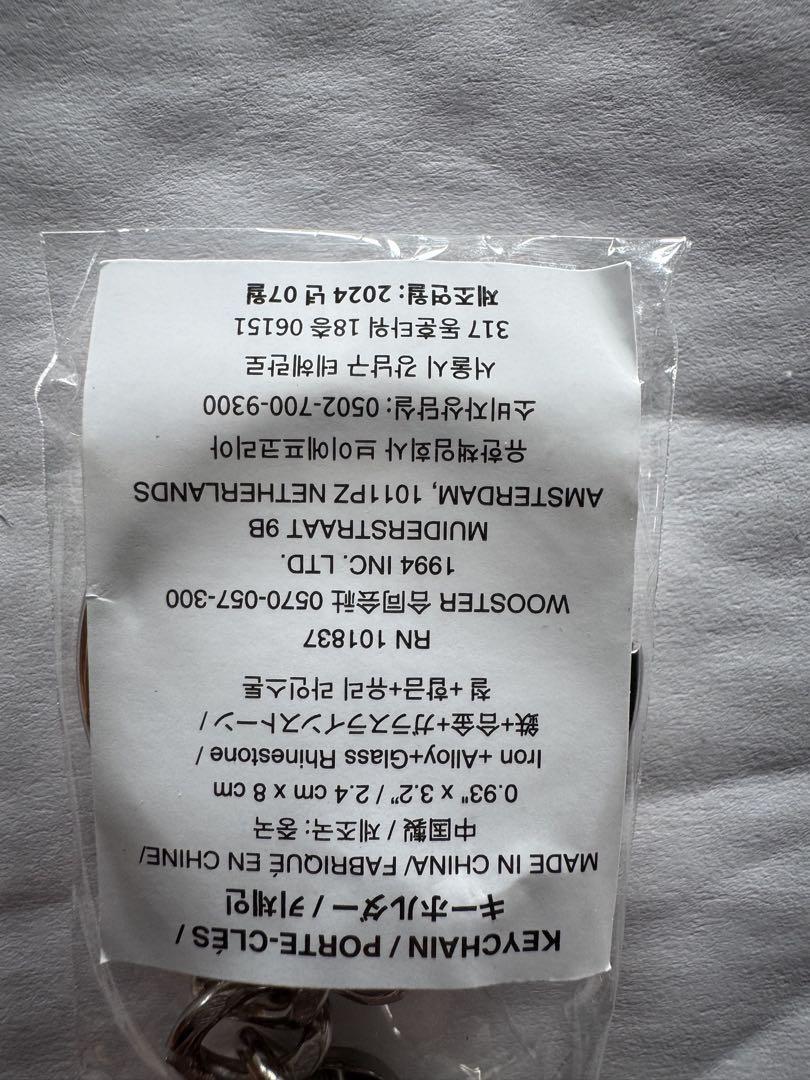 KEYCHAIN / PORTE-CLÉS /
キーホルダー / 키체인
MADE IN CHINA/ FABRIQUÉ EN CHINE/
中国製 / 제조국: 중국
0.93" x 3.2” / 2.4 cm x 8 cm
Iron +Alloy+Glass Rhinestone /
鉄+合金+ガラスラインストーン /
철 +합금+유리 라인스톤
RN 101837
WOOSTER 合同会社 0570-057-300
1994 INC. LTD.
MUIDERSTRAAT 9B
AMSTERDAM, 1011PZ NETHERLANDS
유한책임회사 브이에프코리아
소비자상담실: 0502-700-9300
서울시 강남구 테헤란로
317 동훈타워 18층 06151
제조연월: 2024 년 07월